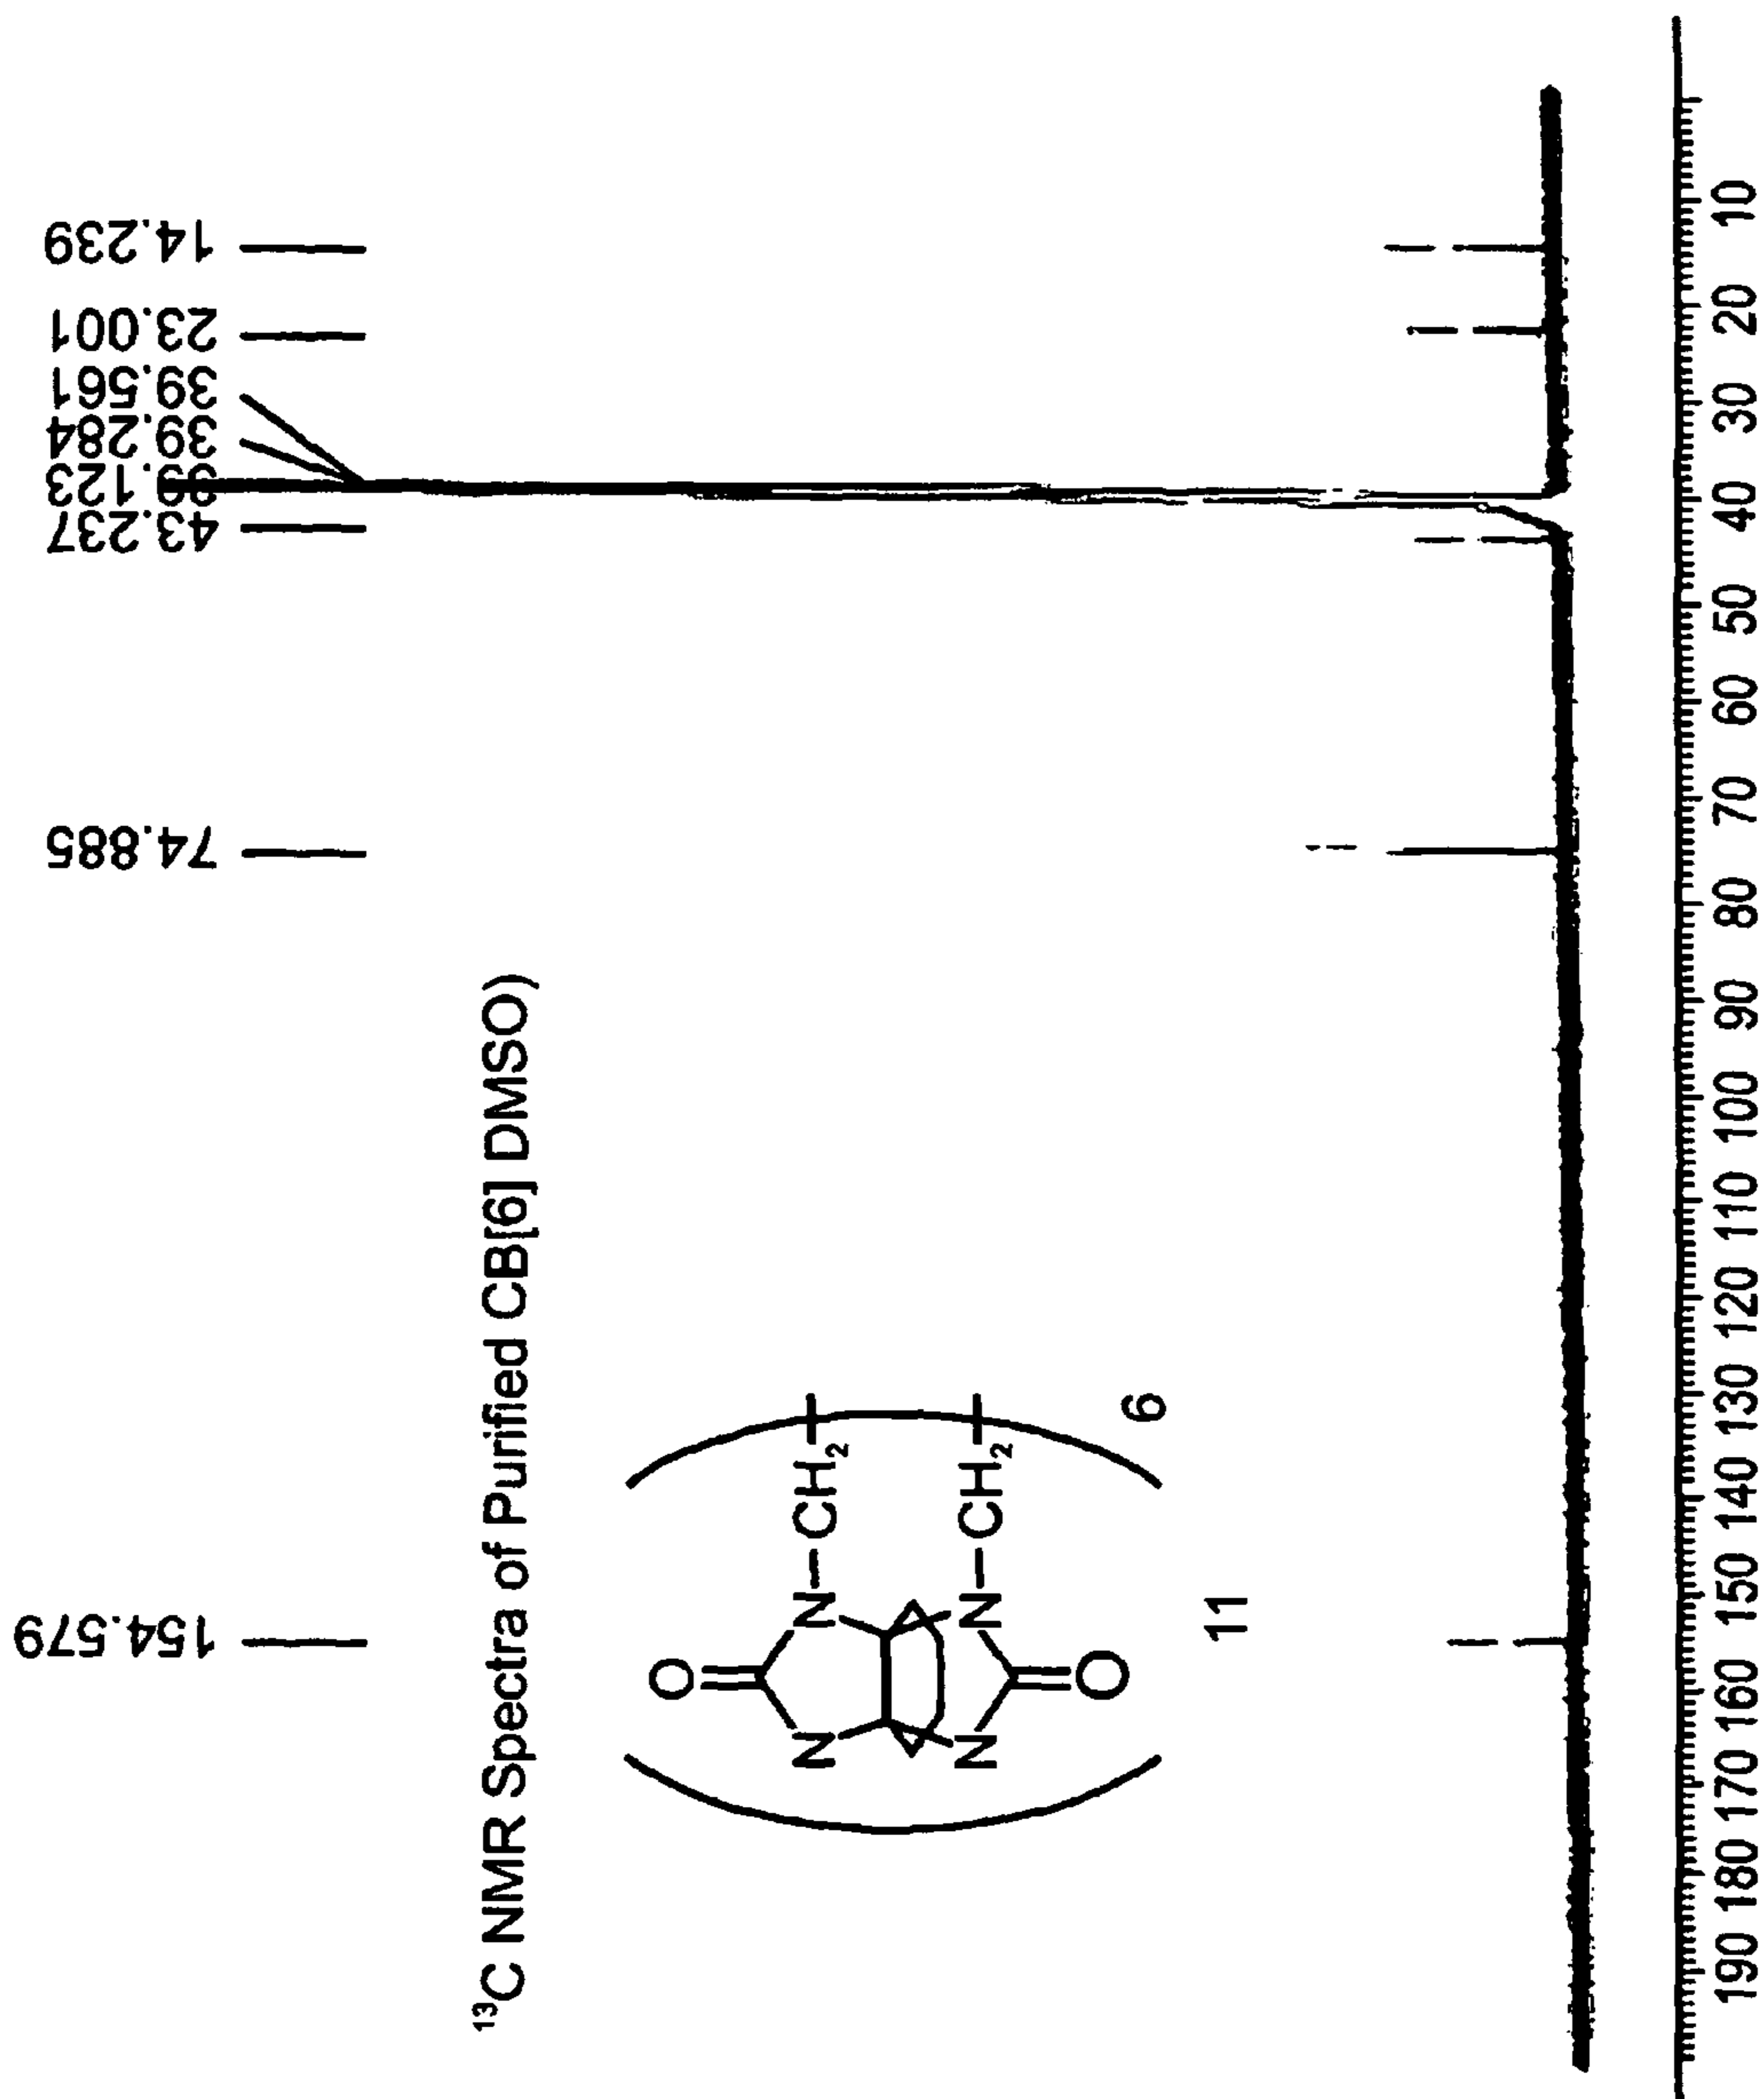 154.579
74.885
43.237
39.284
39.561
23.001
14.239
¹³C NMR Spectra of Purified CB[6] DMSO)
O
N N–CH₂
N N–CH₂
O
6
11
190 180 170 160 150 140 130 120 110 100 90 80 70 60 50 40 30 20 10